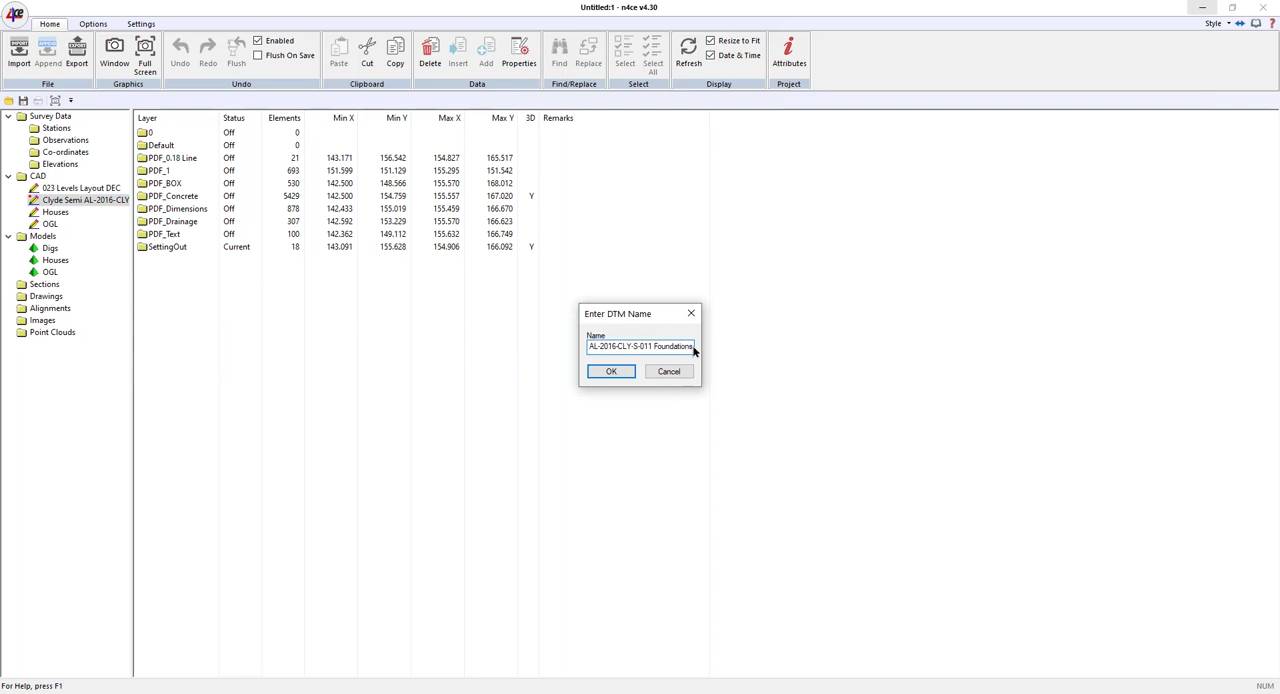 Untitled:1 - n4ce v4.30
n4ce
Home Options Settings
Style
Import Append Export
Window Full Screen
Undo Redo Flush
Enabled
Flush On Save
Paste Cut Copy
Delete Insert Add Properties
Find Replace
Select Select All
Refresh
Resize to Fit
Date & Time
Attributes
File Graphics Undo Clipboard Data Find/Replace Select Display Project
Survey Data
Stations
Observations
Co-ordinates
Elevations
CAD
023 Levels Layout DEC
Clyde Semi AL-2016-CLY
Houses
OGL
Models
Digs
Houses
OGL
Sections
Drawings
Alignments
Images
Point Clouds
Layer Status Elements Min X Min Y Max X Max Y 3D Remarks
0 Off 0
Default Off 0
PDF_0.18 Line Off 21 143.171 156.542 154.827 165.517
PDF_1 Off 693 151.599 151.129 155.295 151.542
PDF_BOX Off 530 142.500 148.566 155.570 168.012
PDF_Concrete Off 5429 142.500 154.759 155.557 167.020 Y
PDF_Dimensions Off 878 142.433 155.019 155.459 166.670
PDF_Drainage Off 307 142.592 153.229 155.570 166.623
PDF_Text Off 100 142.362 149.112 155.632 166.749
SettingOut Current 18 143.091 155.628 154.906 166.092 Y
Enter DTM Name
Name
AL-2016-CLY-S-011 Foundations
OK Cancel
For Help, press F1
NUM